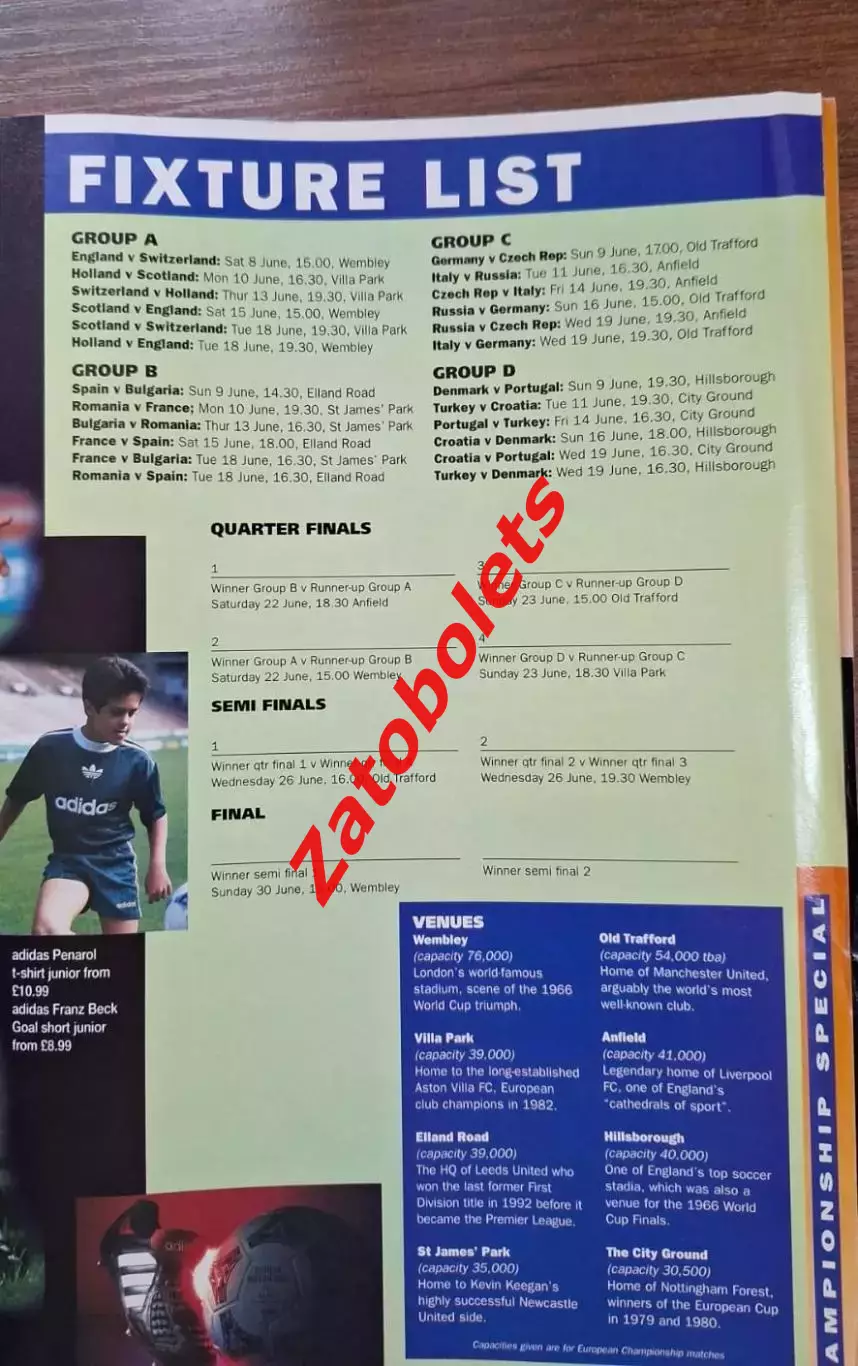 FIXTURE LIST
GROUP A
England v Switzerland: Sat 8 June, 15.00, Wembley
Holland v Scotland: Mon 10 June, 16.30, Villa Park
Switzerland v Holland: Thur 13 June, 19.30, Villa Park
Scotland v England: Sat 15 June, 15.00, Wembley
Scotland v Switzerland: Tue 18 June, 19.30, Villa Park
Holland v England: Tue 18 June, 19.30, Wembley
GROUP B
Spain v Bulgaria: Sun 9 June, 14.30, Elland Road
Romania v France; Mon 10 June, 19.30, St James' Park
Bulgaria v Romania: Thur 13 June, 16.30, St James' Park
France v Spain: Sat 15 June, 18.00, Elland Road
France v Bulgaria: Tue 18 June, 16.30, St James' Park
Romania v Spain: Tue 18 June, 16.30, Elland Road
GROUP C
Germany v Czech Rep: Sun 9 June, 17.00, Old Trafford
Italy v Russia: Tue 11 June, 16.30, Anfield
Czech Rep v Italy: Fri 14 June, 19.30, Anfield
Russia v Germany: Sun 16 June, 15.00, Old Trafford
Russia v Czech Rep: Wed 19 June, 19.30, Anfield
Italy v Germany: Wed 19 June, 19.30, Old Trafford
GROUP D
Denmark v Portugal: Sun 9 June, 19.30, Hillsborough
Turkey v Croatia: Tue 11 June, 19.30, City Ground
Portugal v Turkey: Fri 14 June, 16.30, City Ground
Croatia v Denmark: Sun 16 June, 18.00, Hillsborough
Croatia v Portugal: Wed 19 June, 16.30, City Ground
Turkey v Denmark: Wed 19 June, 16.30, Hillsborough
QUARTER FINALS
1
Winner Group B v Runner-up Group A
Saturday 22 June, 18.30 Anfield
3
Winner Group C v Runner-up Group D
Sunday 23 June, 15.00 Old Trafford
2
Winner Group A v Runner-up Group B
Saturday 22 June, 15.00 Wembley
4
Winner Group D v Runner-up Group C
Sunday 23 June, 18.30 Villa Park
SEMI FINALS
1
Winner qtr final 1 v Winner
Wednesday 26 June, 16.00 Old Trafford
2
Winner qtr final 2 v Winner qtr final 3
Wednesday 26 June, 19.30 Wembley
FINAL
Winner semi final
Sunday 30 June, Wembley
Winner semi final 2
Zatobolets
adidas
adidas
adidas Penarol
t-shirt junior from
£10.99
adidas Franz Beck
Goal short junior
from £8.99
VENUES
Wembley
(capacity 76,000)
London's world-famous
stadium, scene of the 1966
World Cup triumph.
Villa Park
(capacity 39,000)
Home to the long-established
Aston Villa FC, European
club champions in 1982.
Elland Road
(capacity 39,000)
The HQ of Leeds United who
won the last former First
Division title in 1992 before it
became the Premier League.
St James' Park
(capacity 35,000)
Home to Kevin Keegan's
highly successful Newcastle
United side.
Old Trafford
(capacity 54,000 tba)
Home of Manchester United,
arguably the world's most
well-known club.
Anfield
(capacity 41,000)
Legendary home of Liverpool
FC, one of England's
"cathedrals of sport".
Hillsborough
(capacity 40,000)
One of England's top soccer
stadia, which was also a
venue for the 1966 World
Cup Finals.
The City Ground
(capacity 30,500)
Home of Nottingham Forest,
winners of the European Cup
in 1979 and 1980.
Capacities given are for European Championship matches
AMPIONSHIP SPECIAL